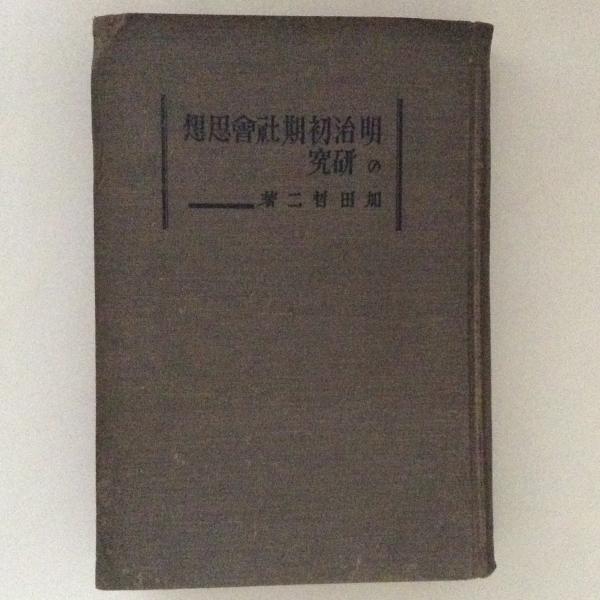 明治初期社會思想
の研究
加田哲二著